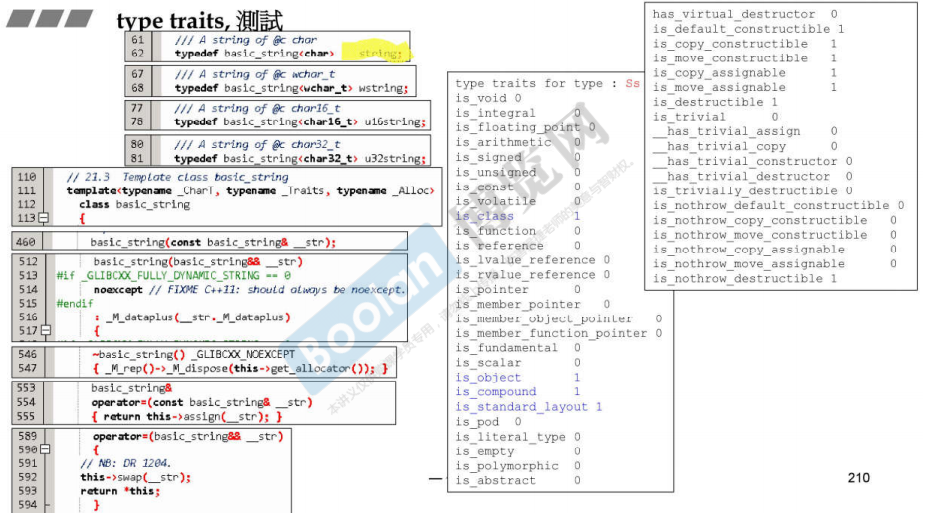 type traits, 測試
61 /// A string of @c char
62 typedef basic_string<char> string;
67 /// A string of @c wchar_t
68 typedef basic_string<wchar_t> wstring;
77 /// A string of @c char16_t
78 typedef basic_string<char16_t> u16string;
80 /// A string of @c char32_t
81 typedef basic_string<char32_t> u32string;
110 // 21.3 Template class basic_string
111 template<typename _CharT, typename _Traits, typename _Alloc>
112 class basic_string
113 {
460 basic_string(const basic_string& __str);
512 basic_string(basic_string&& __str)
513 #if _GLIBCXX_FULLY_DYNAMIC_STRING == 0
514 noexcept // FIXME C++11: should always be noexcept.
515 #endif
516 : _M_dataplus(__str._M_dataplus)
517 {
546 ~basic_string() _GLIBCXX_NOEXCEPT
547 { _M_rep()->_M_dispose(this->get_allocator()); }
553 basic_string&
554 operator=(const basic_string& __str)
555 { return this->assign(__str); }
589 operator=(basic_string&& __str)
590 {
591 // NB: DR 1204.
592 this->swap(__str);
593 return *this;
594 }
type traits for type : Ss
is_void 0
is_integral 0
is_floating_point 0
is_arithmetic 0
is_signed 0
is_unsigned 0
is_const 0
is_volatile 0
is_class 1
is_function 0
is_reference 0
is_lvalue_reference 0
is_rvalue_reference 0
is_pointer 0
is_member_pointer 0
is_member_object_pointer 0
is_member_function_pointer 0
is_fundamental 0
is_scalar 0
is_object 1
is_compound 1
is_standard_layout 1
is_pod 0
is_literal_type 0
is_empty 0
is_polymorphic 0
is_abstract 0
has_virtual_destructor 0
is_default_constructible 1
is_copy_constructible 1
is_move_constructible 1
is_copy_assignable 1
is_move_assignable 1
is_destructible 1
is_trivial 0
__has_trivial_assign 0
__has_trivial_copy 0
__has_trivial_constructor 0
__has_trivial_destructor 0
is_trivially_destructible 0
is_nothrow_default_constructible 0
is_nothrow_copy_constructible 0
is_nothrow_move_constructible 0
is_nothrow_copy_assignable 0
is_nothrow_move_assignable 0
is_nothrow_destructible 1
Boolan 博览网
210